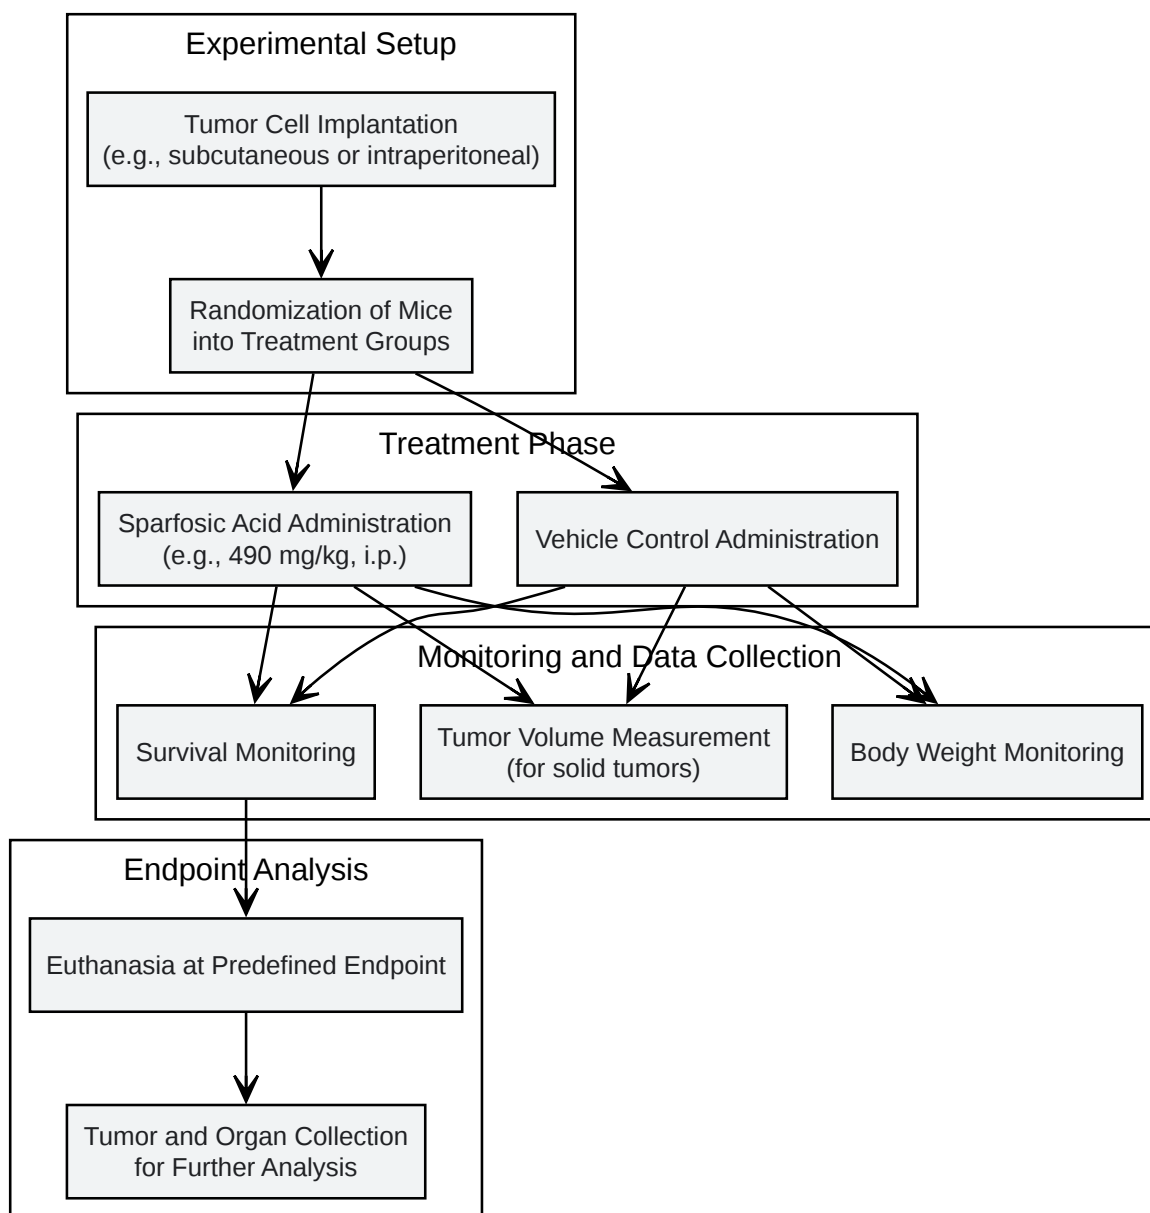 Experimental Setup
Tumor Cell Implantation
(e.g., subcutaneous or intraperitoneal)
Randomization of Mice
into Treatment Groups
Treatment Phase
Sparfosic Acid Administration
(e.g., 490 mg/kg, i.p.)
Vehicle Control Administration
Monitoring and Data Collection
Survival Monitoring
Tumor Volume Measurement
(for solid tumors)
Body Weight Monitoring
Endpoint Analysis
Euthanasia at Predefined Endpoint
Tumor and Organ Collection
for Further Analysis